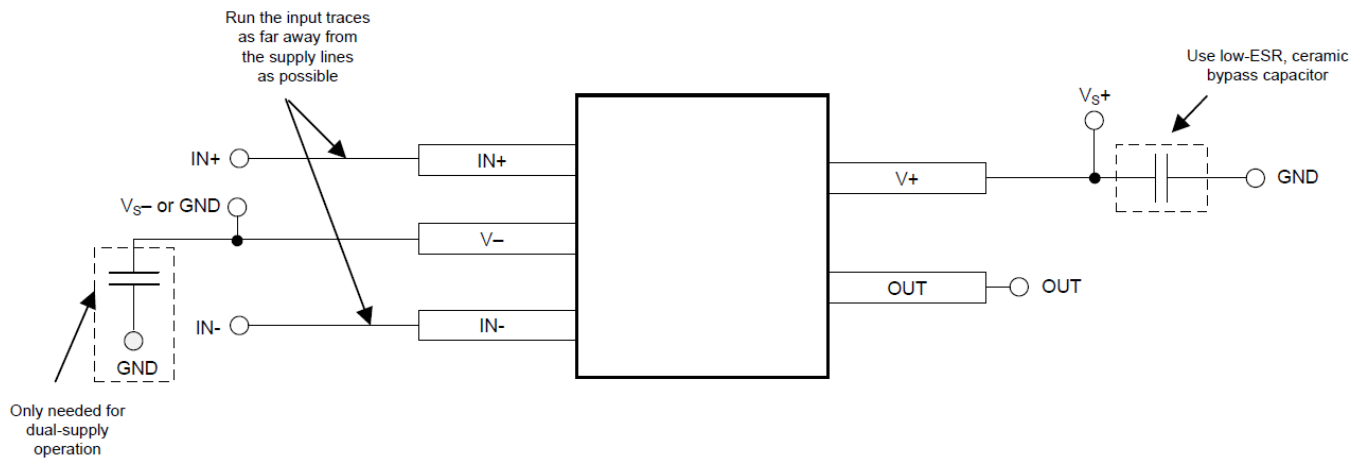 Run the input traces
as far away from
the supply lines
as possible
Use low-ESR, ceramic
bypass capacitor
VS+
IN+
IN+
V+
GND
VS– or GND
V–
OUT
OUT
IN-
IN-
GND
Only needed for
dual-supply
operation